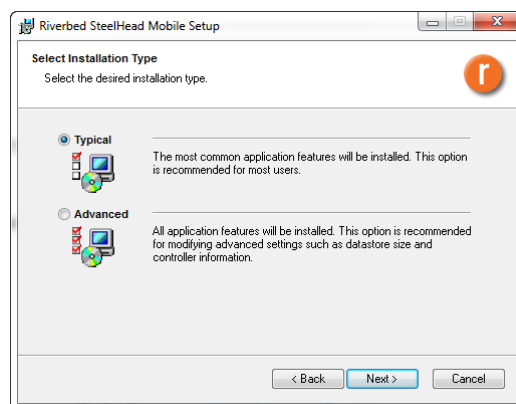 Riverbed SteelHead Mobile Setup
Select Installation Type
Select the desired installation type.
r
Typical
The most common application features will be installed. This option
is recommended for most users.
Advanced
All application features will be installed. This option is recommended
for modifying advanced settings such as datastore size and
controller information.
< Back
Next >
Cancel